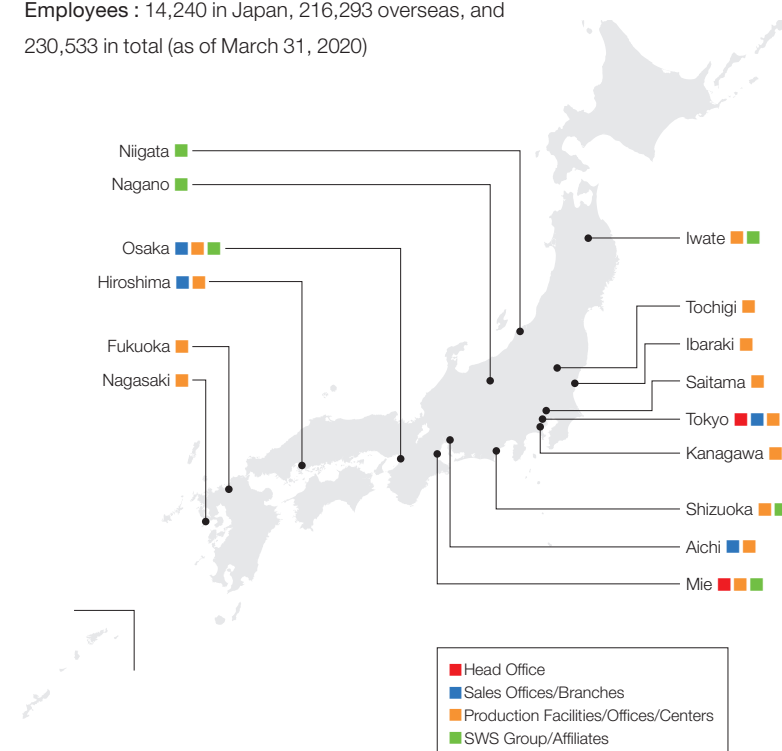 Employees : 14,240 in Japan, 216,293 overseas, and
230,533 in total (as of March 31, 2020)
Niigata
Nagano
Osaka
Hiroshima
Fukuoka
Nagasaki
Iwate
Tochigi
Ibaraki
Saitama
Tokyo
Kanagawa
Shizuoka
Aichi
Mie
Head Office
Sales Offices/Branches
Production Facilities/Offices/Centers
SWS Group/Affiliates